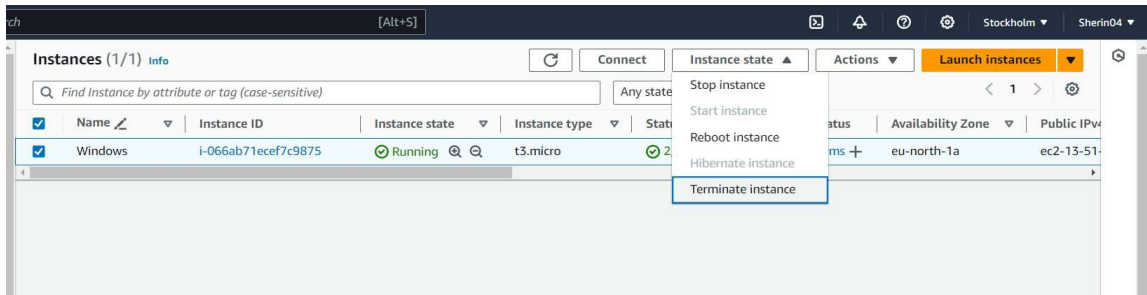 rch [Alt+S] Stockholm ▼ Sherin04 ▼
Instances (1/1) Info Connect Instance state ▲ Actions ▼ Launch instances ▼
Find Instance by attribute or tag (case-sensitive) Any state < 1 >
Stop instance
Start instance
Name Instance ID Instance state Instance type Stat atus Availability Zone Public IPv4
Reboot instance
Windows i-066ab71ecef7c9875 Running t3.micro 2 ms + eu-north-1a ec2-13-51-
Hibernate instance
Terminate instance